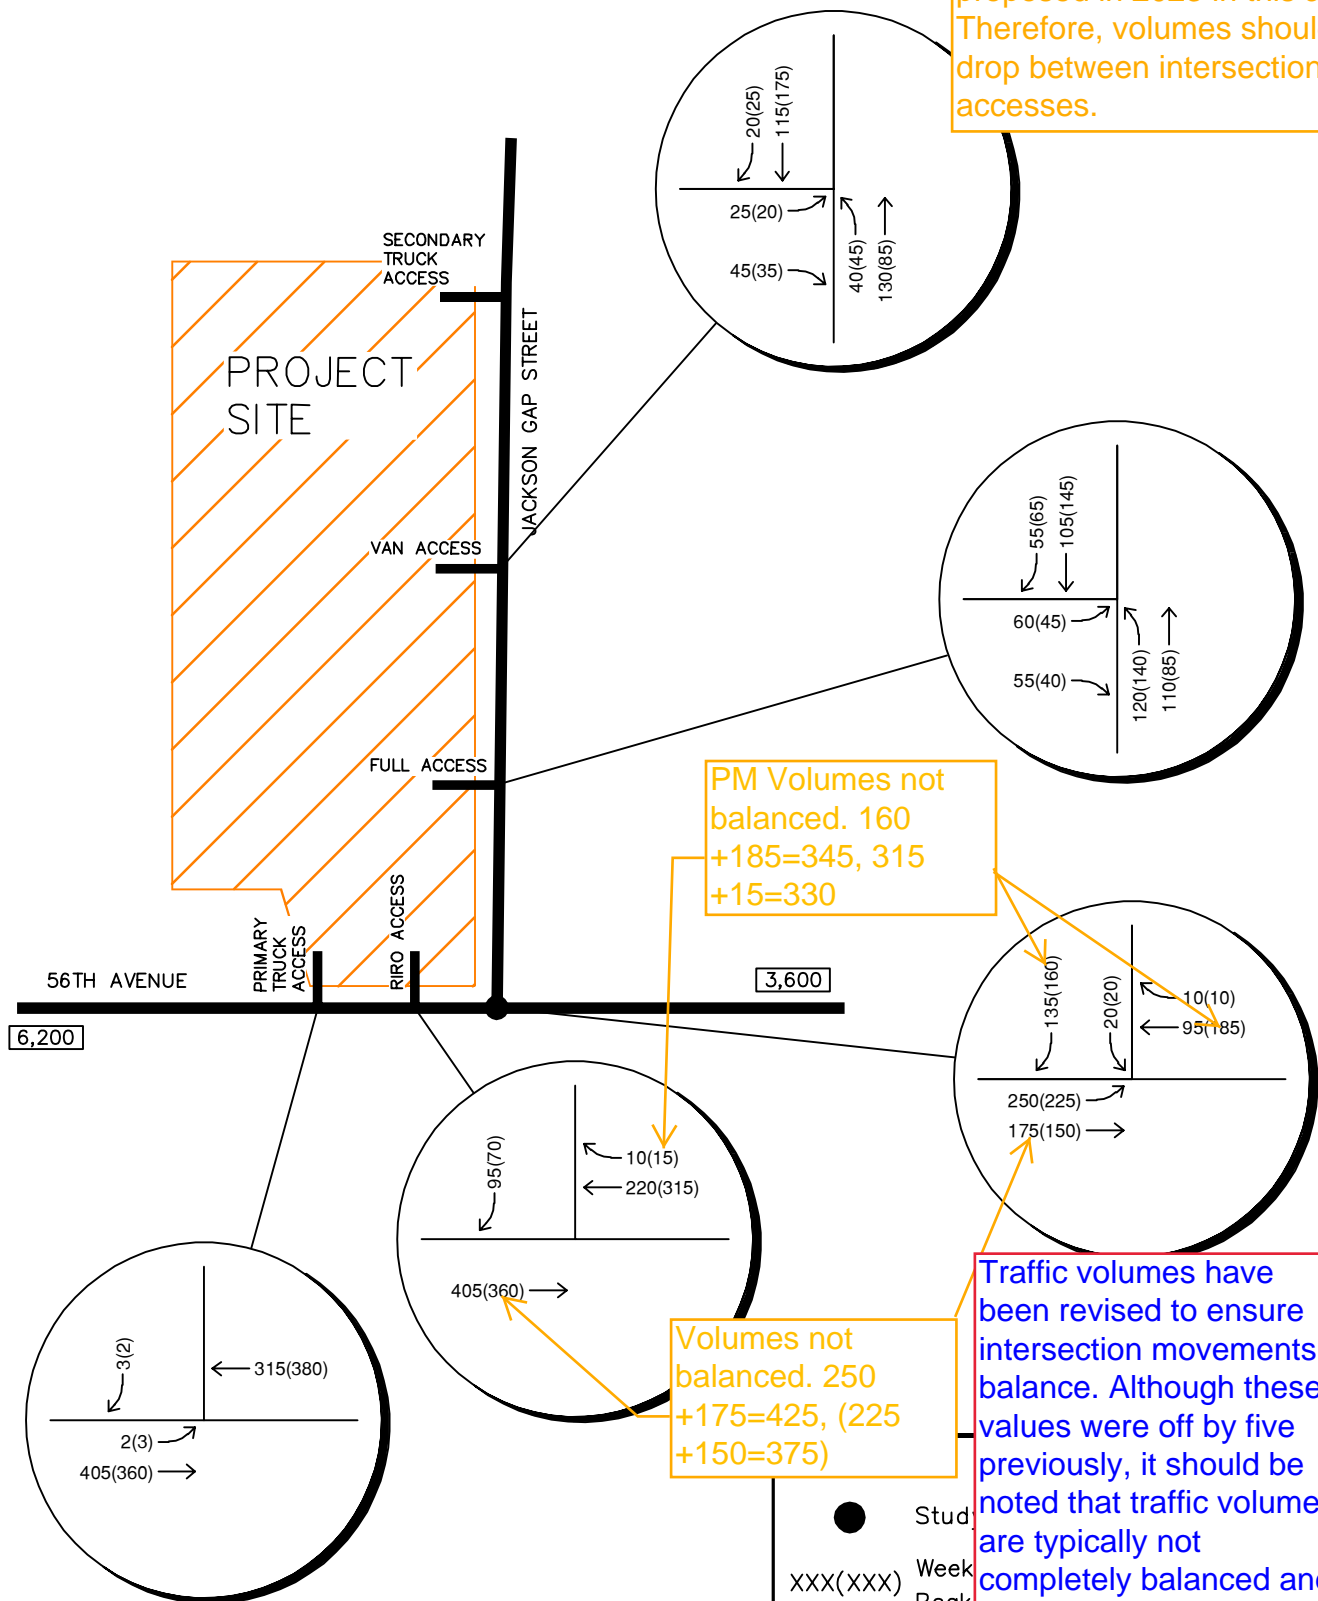 proposed in 2023 in this
Therefore, volumes
drop between intersection
accesses.
20(25)
115(175)
25(20)
45(35)
40(45)
130(85)
SECONDARY
TRUCK
ACCESS
PROJECT
SITE
JACKSON GAP STREET
VAN ACCESS
55(65)
105(145)
60(45)
55(40)
120(140)
110(85)
FULL ACCESS
PM Volumes not
balanced. 160
+185=345, 315
+15=330
PRIMARY
TRUCK
ACCESS
RIRO ACCESS
56TH AVENUE
3,600
6,200
135(160)
20(20)
10(10)
95(185)
250(225)
175(150)
95(70)
10(15)
220(315)
405(360)
3(2)
315(380)
2(3)
405(360)
Volumes not
balanced. 250
+175=425, (225
+150=375)
Traffic volumes have
been revised to ensure
intersection movements
balance. Although these
values were off by five
previously, it should be
noted that traffic volume
are typically not
completely balanced and
Stud
XXX(XXX)
Week